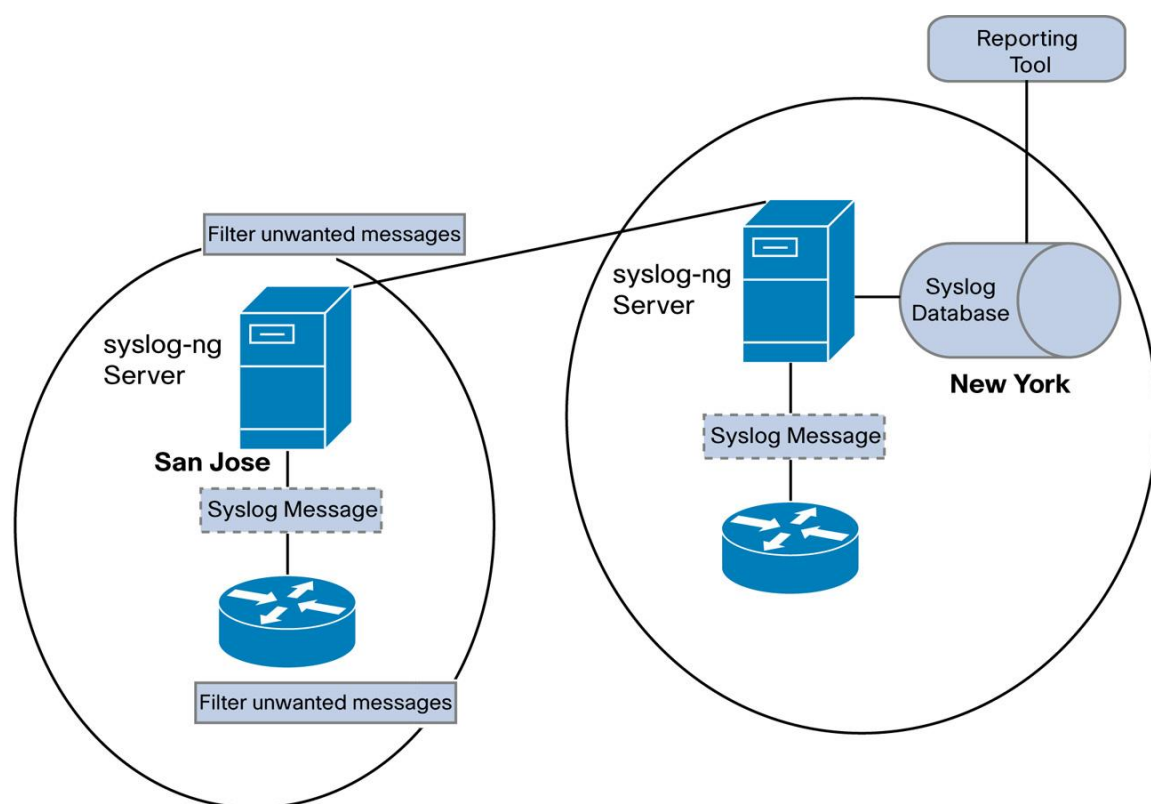 Reporting
Tool
Filter unwanted messages
syslog-ng
Server
San Jose
Syslog Message
Filter unwanted messages
syslog-ng
Server
Syslog
Database
New York
Syslog Message